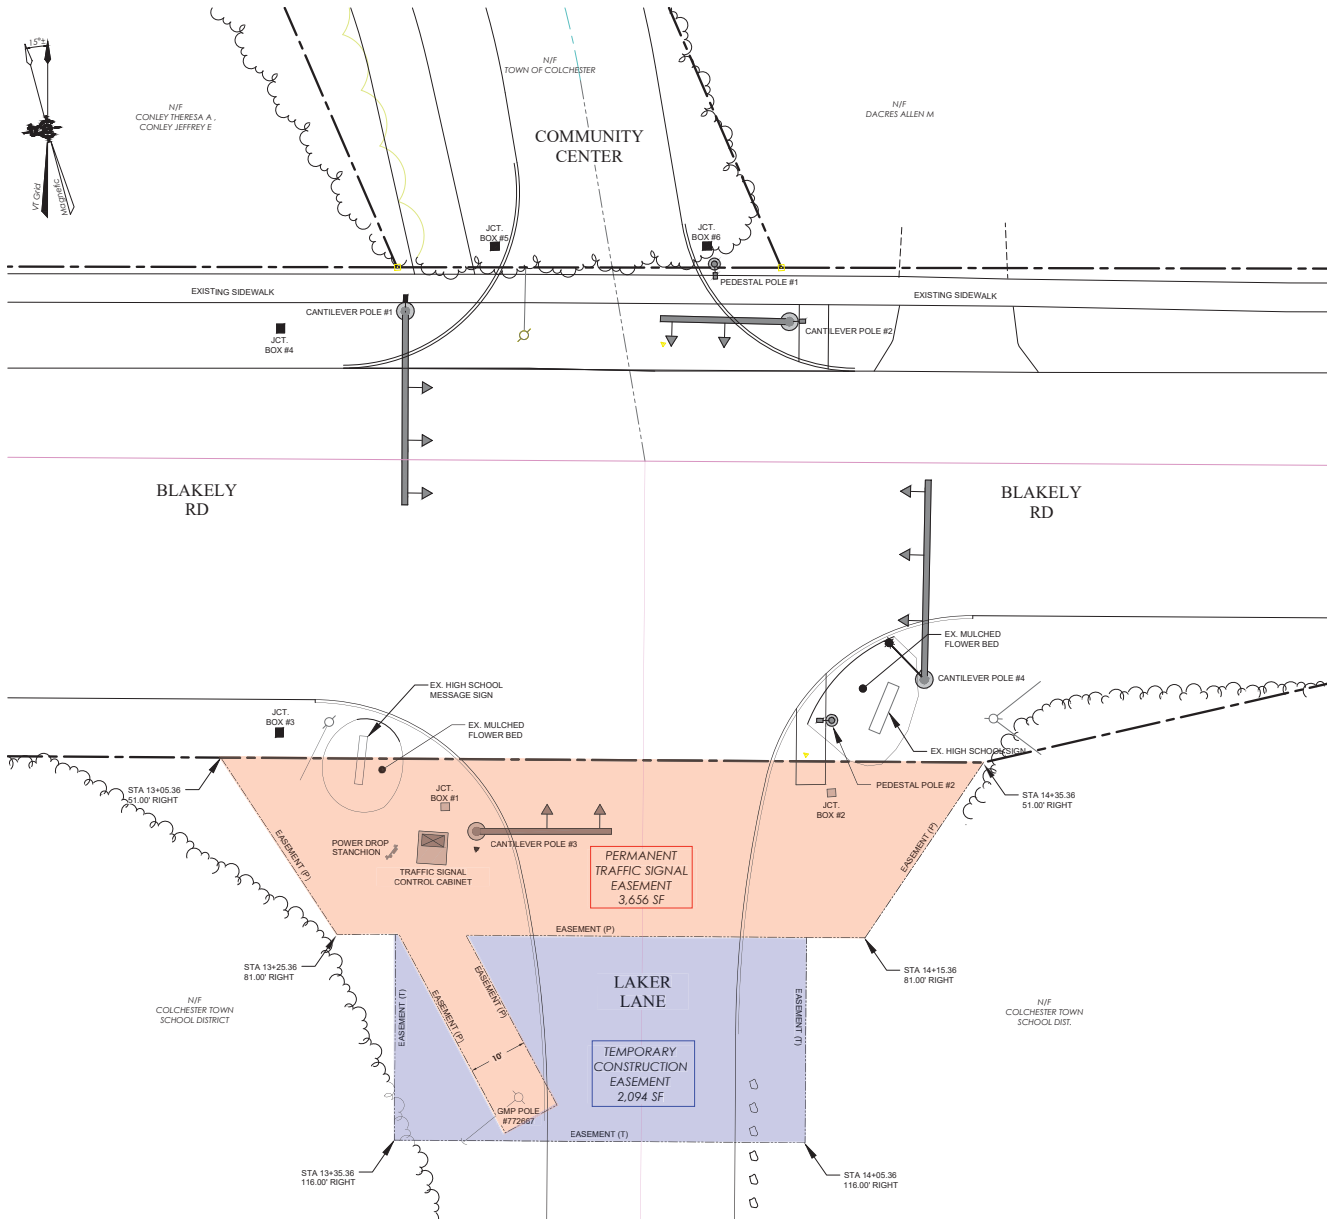 15°±
VT Grid
Magnetic
N/F
CONLEY THERESA A ,
CONLEY JEFFREY E
N/F
TOWN OF COLCHESTER
N/F
DACRES ALLEN M
COMMUNITY
CENTER
JCT.
BOX #5
JCT.
BOX #6
PEDESTAL POLE #1
EXISTING SIDEWALK
EXISTING SIDEWALK
CANTILEVER POLE #1
CANTILEVER POLE #2
JCT.
BOX #4
BLAKELY
RD
BLAKELY
RD
EX. MULCHED
FLOWER BED
CANTILEVER POLE #4
EX. HIGH SCHOOL
MESSAGE SIGN
JCT.
BOX #3
EX. MULCHED
FLOWER BED
EX. HIGH SCHOOL SIGN
PEDESTAL POLE #2
STA 13+05.36
51.00' RIGHT
JCT.
BOX #1
JCT.
BOX #2
STA 14+35.36
51.00' RIGHT
EASEMENT (P)
POWER DROP
STANCHION
CANTILEVER POLE #3
TRAFFIC SIGNAL
CONTROL CABINET
PERMANENT
TRAFFIC SIGNAL
EASEMENT
3,656 SF
EASEMENT (P)
EASEMENT (P)
STA 13+25.36
81.00' RIGHT
STA 14+15.36
81.00' RIGHT
LAKER
LANE
EASEMENT (T)
EASEMENT (P)
EASEMENT (P)
EASEMENT (T)
N/F
COLCHESTER TOWN
SCHOOL DISTRICT
N/F
COLCHESTER TOWN
SCHOOL DIST.
10'
TEMPORARY
CONSTRUCTION
EASEMENT
2,094 SF
GMP POLE
#772667
EASEMENT (T)
STA 13+35.36
116.00' RIGHT
STA 14+05.36
116.00' RIGHT